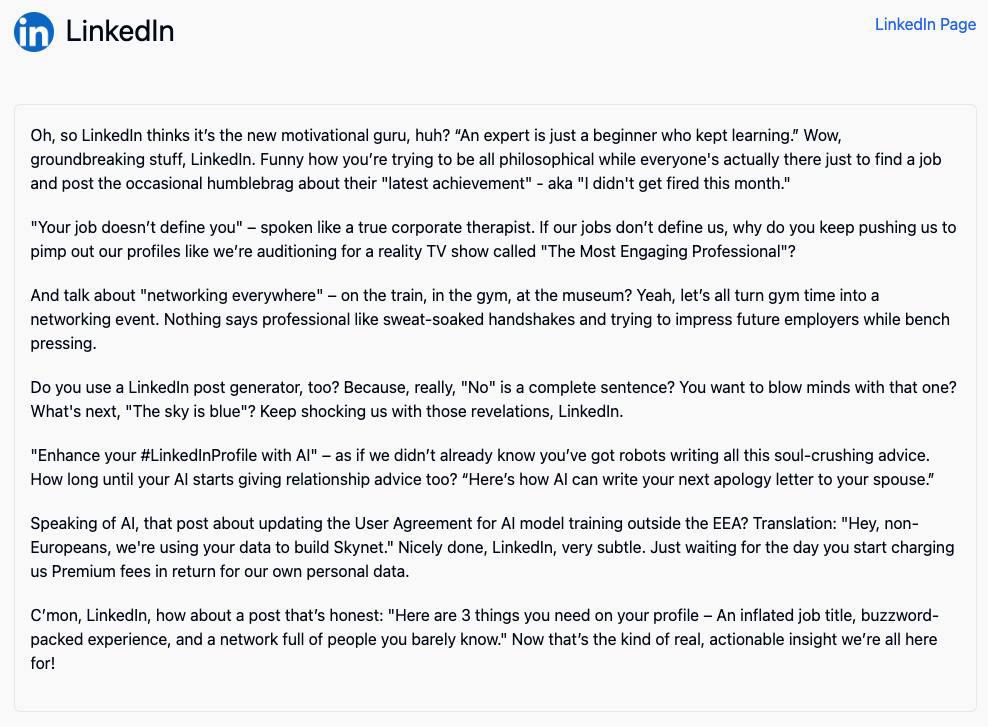 LinkedIn
LinkedIn Page
Oh, so LinkedIn thinks it’s the new motivational guru, huh? “An expert is just a beginner who kept learning.” Wow,
groundbreaking stuff, LinkedIn. Funny how you’re trying to be all philosophical while everyone's actually there just to find a job
and post the occasional humblebrag about their "latest achievement" - aka "I didn't get fired this month."
"Your job doesn’t define you" – spoken like a true corporate therapist. If our jobs don’t define us, why do you keep pushing us to
pimp out our profiles like we’re auditioning for a reality TV show called "The Most Engaging Professional"?
And talk about "networking everywhere" – on the train, in the gym, at the museum? Yeah, let’s all turn gym time into a
networking event. Nothing says professional like sweat-soaked handshakes and trying to impress future employers while bench
pressing.
Do you use a LinkedIn post generator, too? Because, really, "No" is a complete sentence? You want to blow minds with that one?
What's next, "The sky is blue"? Keep shocking us with those revelations, LinkedIn.
"Enhance your #LinkedInProfile with AI" – as if we didn’t already know you’ve got robots writing all this soul-crushing advice.
How long until your AI starts giving relationship advice too? “Here’s how AI can write your next apology letter to your spouse.”
Speaking of AI, that post about updating the User Agreement for AI model training outside the EEA? Translation: "Hey, non-
Europeans, we're using your data to build Skynet." Nicely done, LinkedIn, very subtle. Just waiting for the day you start charging
us Premium fees in return for our own personal data.
C’mon, LinkedIn, how about a post that’s honest: "Here are 3 things you need on your profile – An inflated job title, buzzword-
packed experience, and a network full of people you barely know." Now that’s the kind of real, actionable insight we’re all here
for!